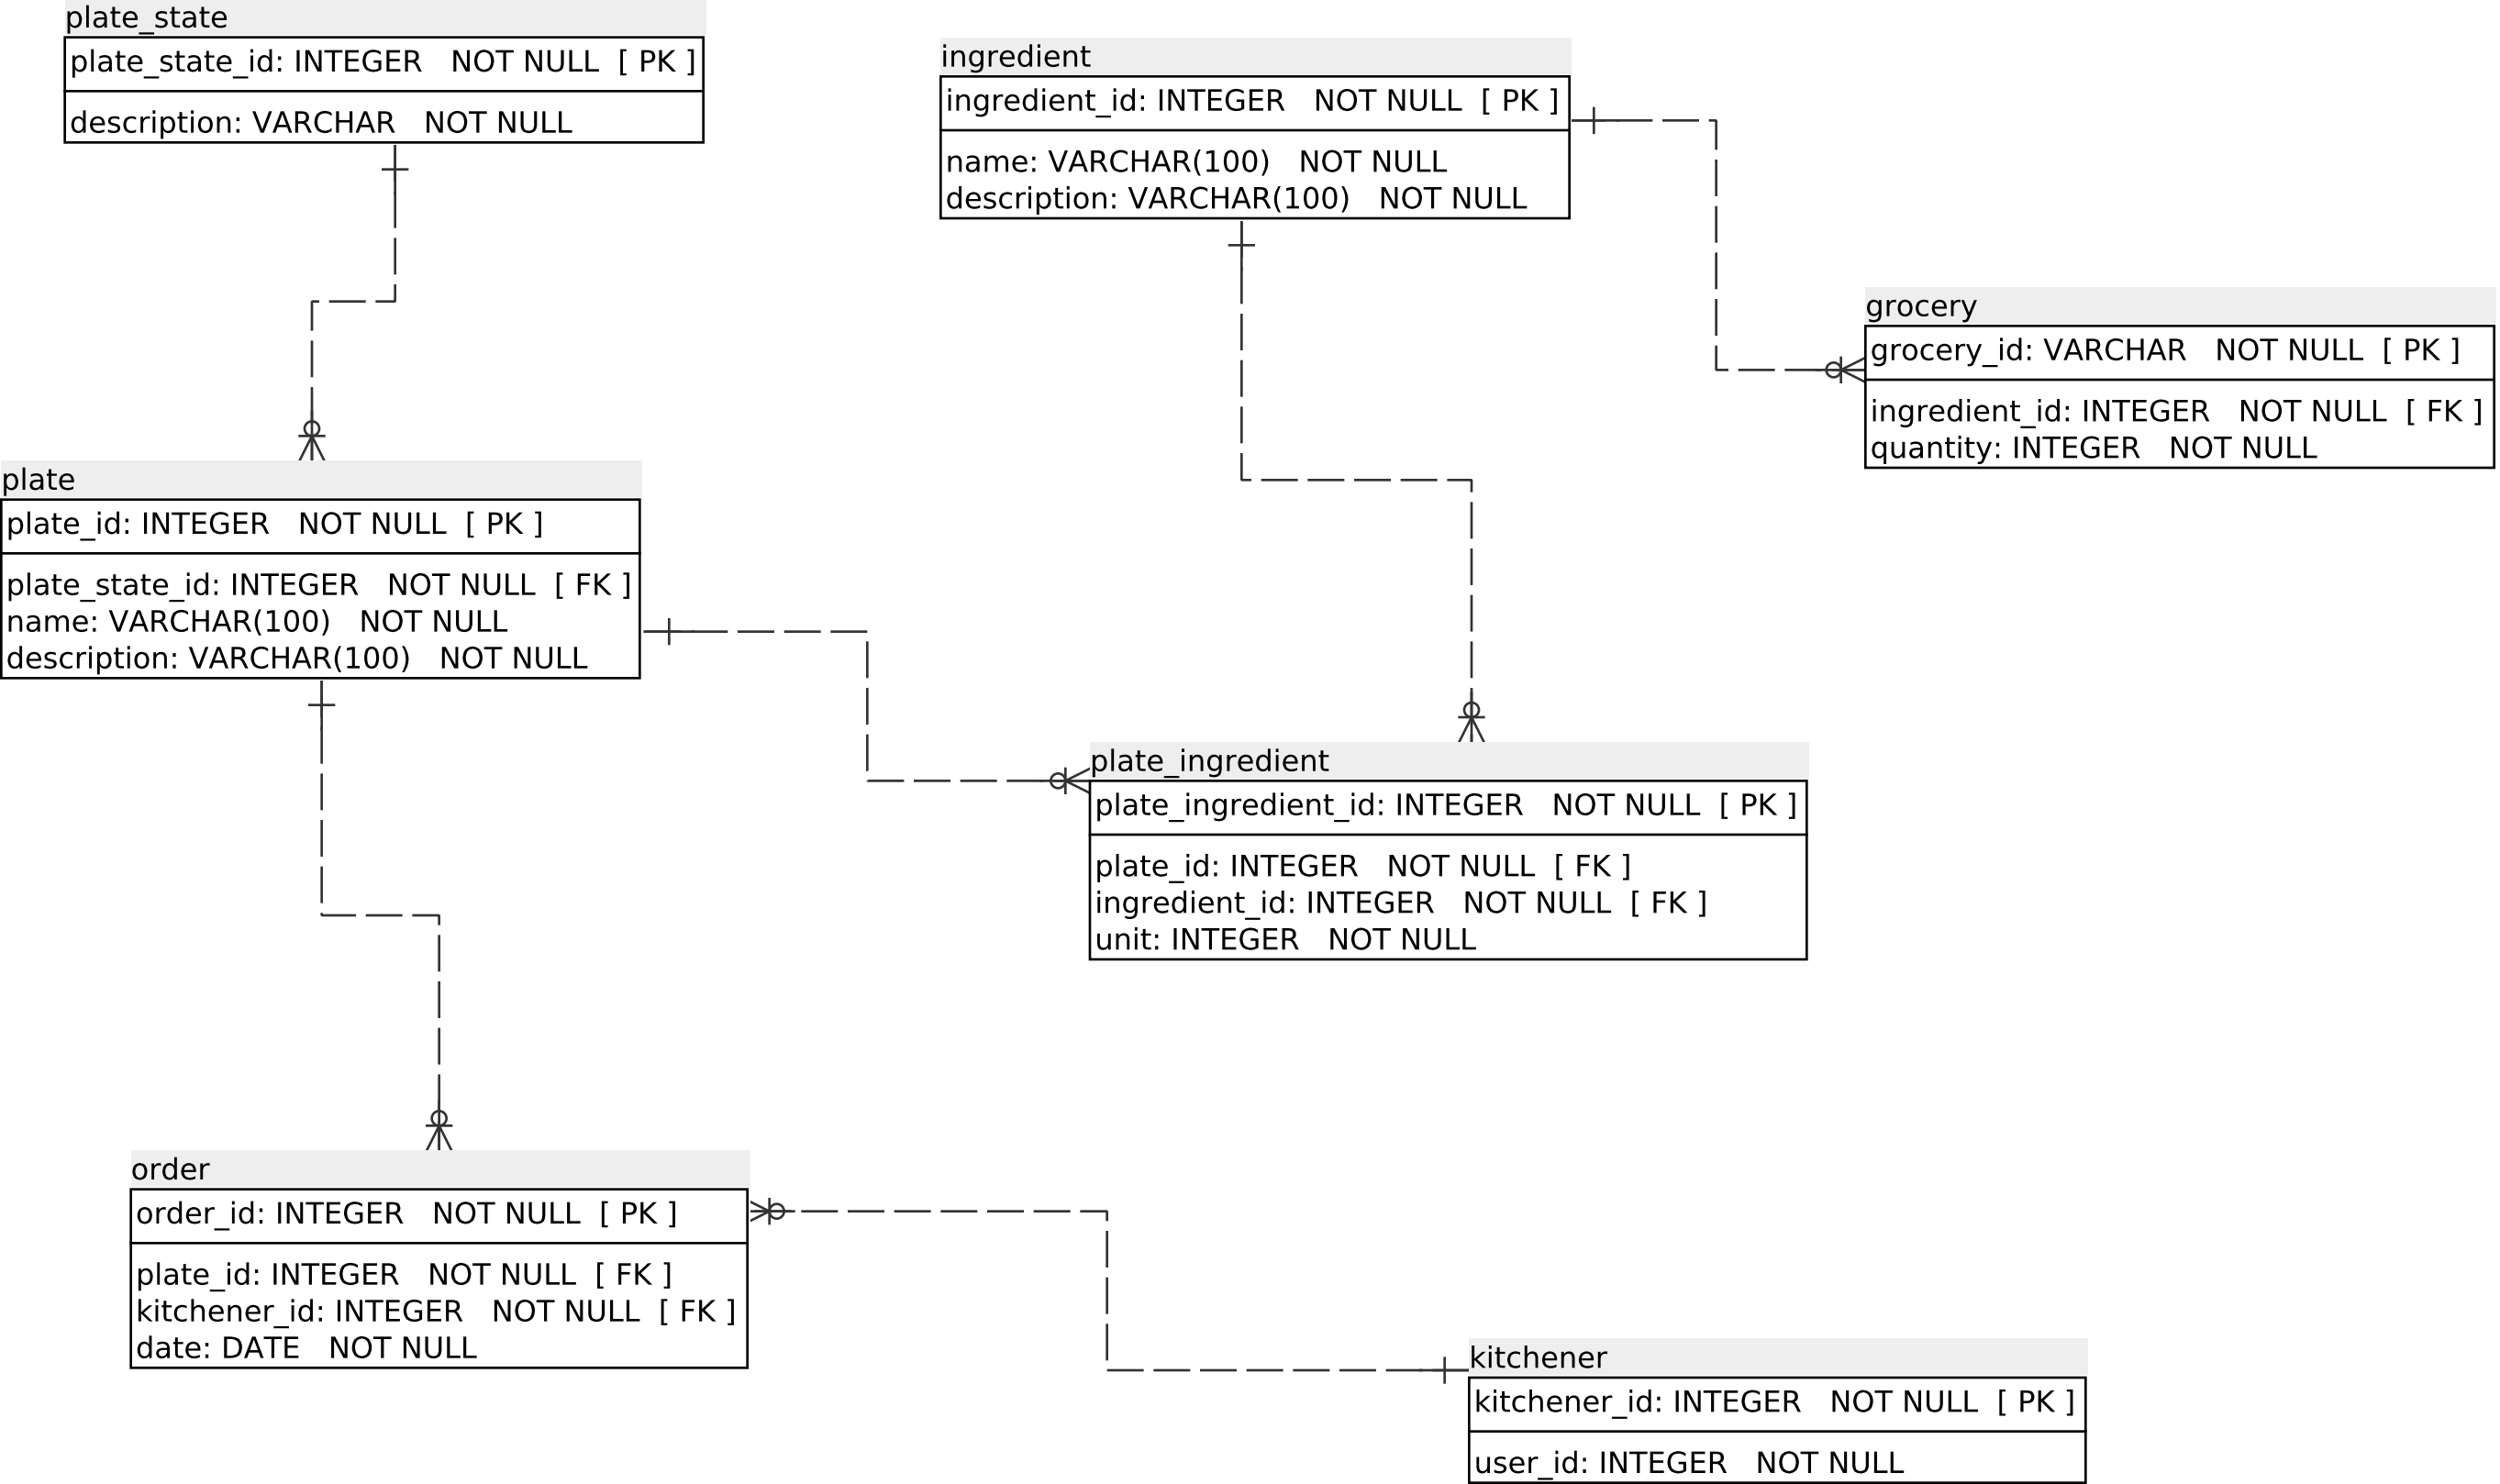 plate_state
plate_state_id: INTEGER NOT NULL [ PK ]
description: VARCHAR NOT NULL
ingredient
ingredient_id: INTEGER NOT NULL [ PK ]
name: VARCHAR(100) NOT NULL
description: VARCHAR(100) NOT NULL
grocery
grocery_id: VARCHAR NOT NULL [ PK ]
ingredient_id: INTEGER NOT NULL [ FK ]
quantity: INTEGER NOT NULL
plate
plate_id: INTEGER NOT NULL [ PK ]
plate_state_id: INTEGER NOT NULL [ FK ]
name: VARCHAR(100) NOT NULL
description: VARCHAR(100) NOT NULL
plate_ingredient
plate_ingredient_id: INTEGER NOT NULL [ PK ]
plate_id: INTEGER NOT NULL [ FK ]
ingredient_id: INTEGER NOT NULL [ FK ]
unit: INTEGER NOT NULL
order
order_id: INTEGER NOT NULL [ PK ]
plate_id: INTEGER NOT NULL [ FK ]
kitchener_id: INTEGER NOT NULL [ FK ]
date: DATE NOT NULL
kitchener
kitchener_id: INTEGER NOT NULL [ PK ]
user_id: INTEGER NOT NULL